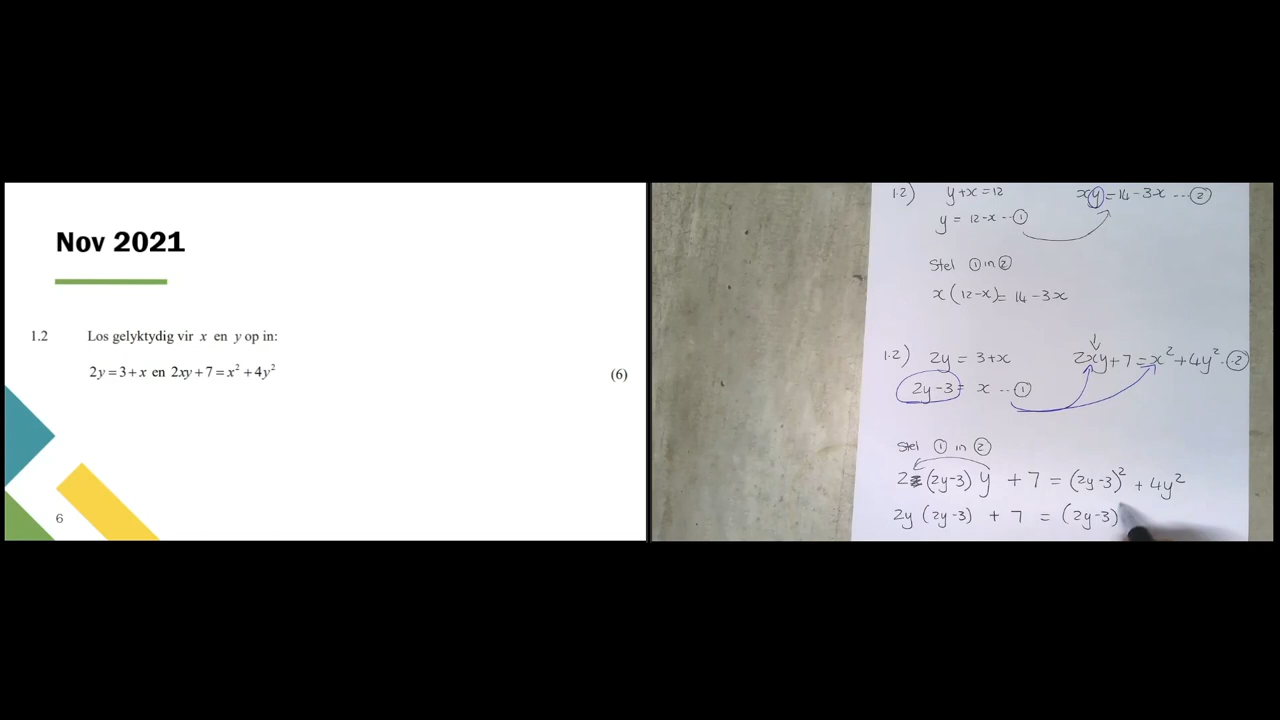 Nov 2021
1.2 Los gelyktydig vir x en y op in:
2y = 3 + x en 2xy + 7 = x² + 4y² (6)
6
1.2) y+x = 12 xy = 14 - 3x ---②
y = 12-x --①
Stel ① in ②
x(12-x) = 14 - 3x
1.2) 2y = 3+x 2xy + 7 = x² + 4y² -- ②
2y-3 = x -- ①
Stel ① in ②
2 (2y-3) y + 7 = (2y-3)² + 4y²
2y (2y-3) + 7 = (2y-3)